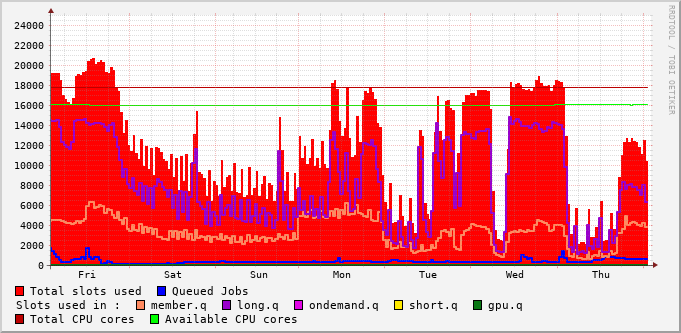 RRDTOOL / TOBI OETIKER
24000
22000
20000
18000
16000
14000
12000
10000
8000
6000
4000
2000
0
Fri Sat Sun Mon Tue Wed Thu
Total slots used Queued Jobs
Slots used in : member.q long.q ondemand.q short.q gpu.q
Total CPU cores Available CPU cores